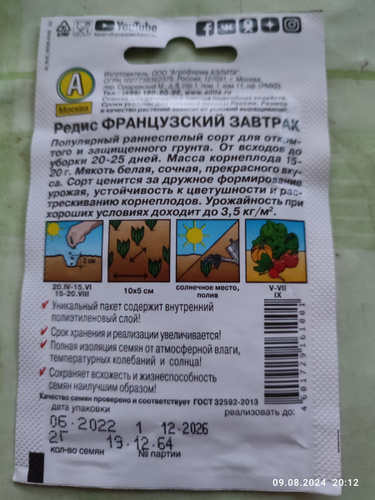 YouTube
Изготовитель: ООО "Агрофирма АЭЛИТА"
www.ailita.ru
А
Москва
Редис ФРАНЦУЗСКИЙ ЗАВТРАК
Популярный раннеспелый сорт для откры-
того и защищенного грунта. От всходов до
уборки 20-25 дней. Масса корнеплода 15-
20 г. Мякоть белая, сочная, прекрасного вку-
са. Сорт ценится за дружное формирование
урожая, устойчивость к цветушности и рас-
трескиванию корнеплодов. Урожайность при
хороших условиях доходит до 3,5 кг/м².
2 см
20.IV-15.VI
15-20.VIII
10х5 см
солнечное место,
полив
V-VII
IX
Уникальный пакет содержит внутренний
полиэтиленовый слой!
Срок хранения и реализации увеличивается!
Полная изоляция семян от атмосферной влаги,
температурных колебаний и солнца!
Сохраняет всхожесть и жизнеспособность
семян наилучшим образом!
4601729161801
Качество семян проверено и соответствует ГОСТ 32592-2013
дата упаковки
реализовать до:
06.2022 1 12.2026
2Г 19.12.64
кол-во семян
№ партии
09.08.2024 20:12